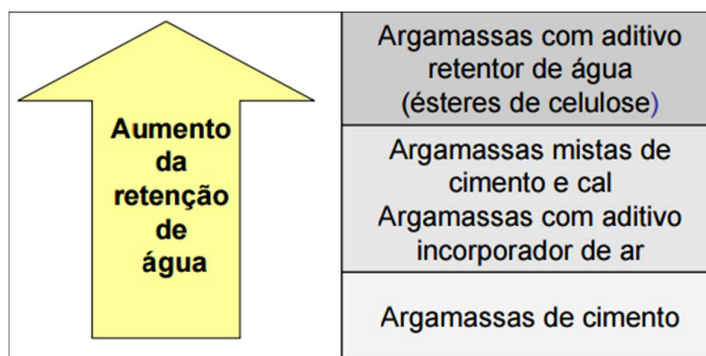 Aumento
da
retenção
de
água
Argamassas com aditivo
retentor de água
(ésteres de celulose)
Argamassas mistas de
cimento e cal
Argamassas com aditivo
incorporador de ar
Argamassas de cimento